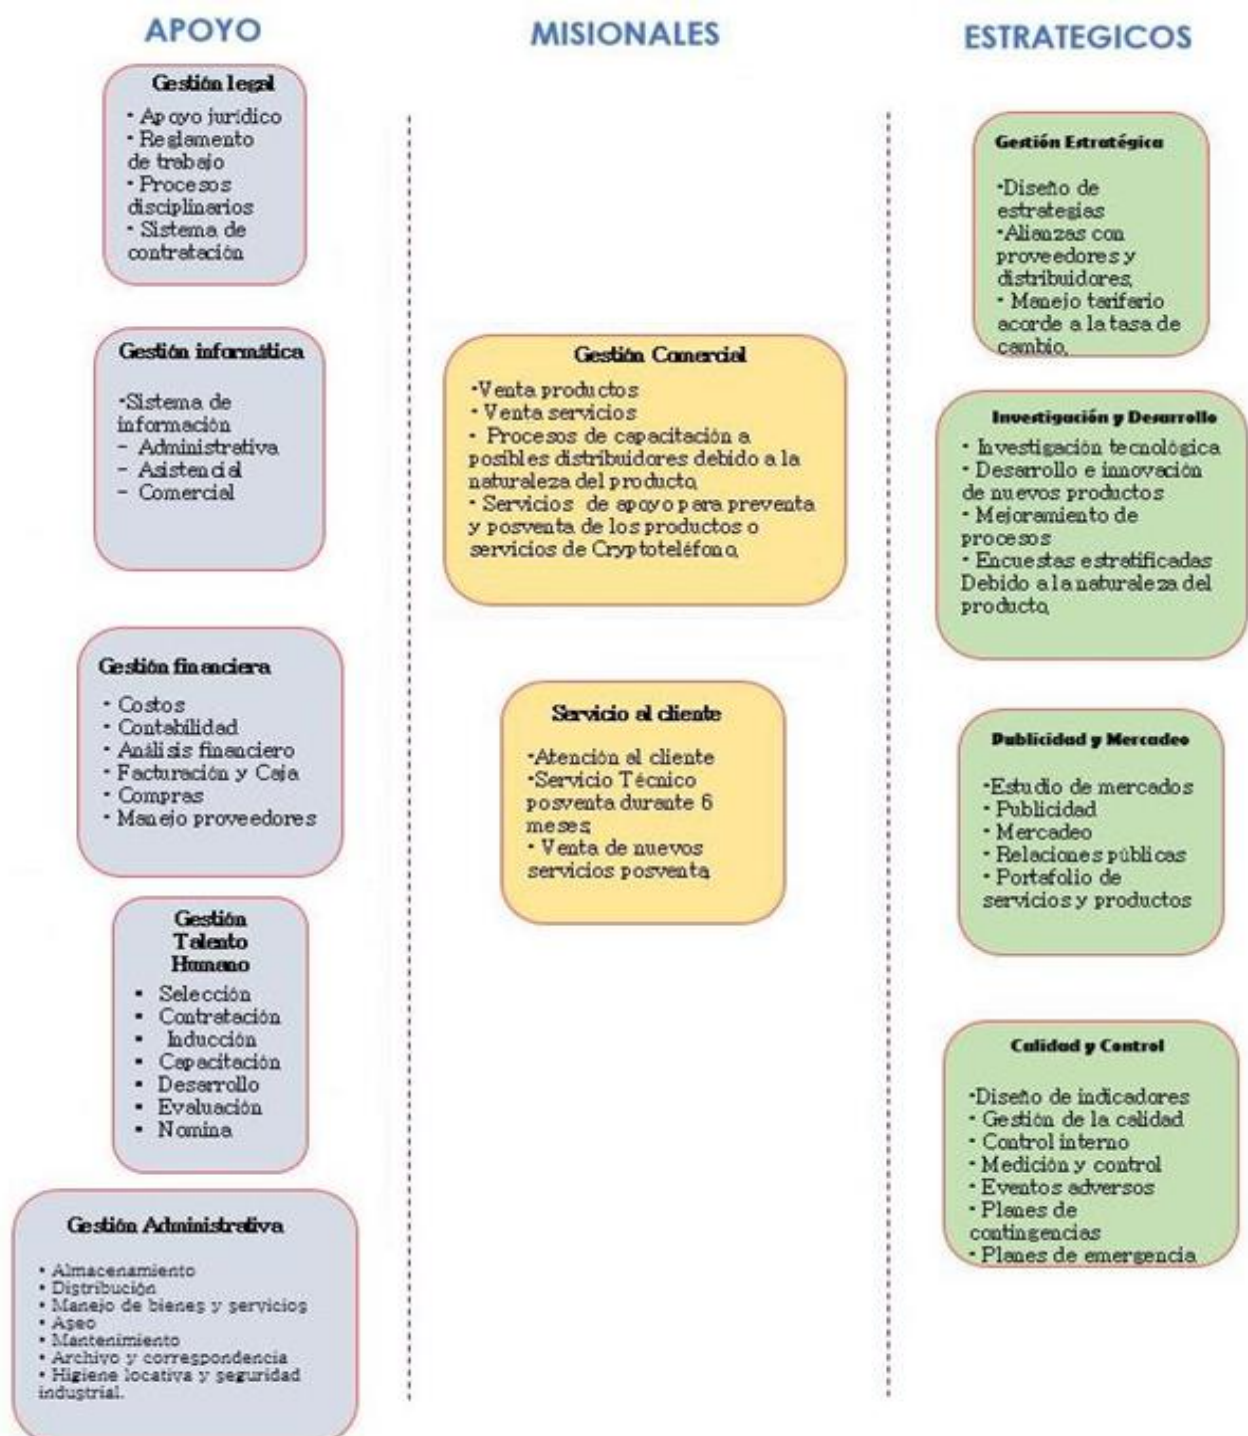 APOYO
Gestión legal
• Apoyo jurídico
• Reglamento
de trabajo
• Procesos
disciplinarios
• Sistema de
contratación
Gestión informática
•Sistema de
información
– Administrativa
– Asistencial
– Comercial
Gestión financiera
• Costos
• Contabilidad
• Análisis financiero
• Facturación y Caja
• Compras
• Manejo proveedores
Gestión
Talento
Humano
▪ Selección
▪ Contratación
▪ Inducción
▪ Capacitación
▪ Desarrollo
▪ Evaluación
▪ Nomina
Gestión Administrativa
• Almacenamiento
• Distribución
• Manejo de bienes y servicios
• Aseo
• Mantenimiento
• Archivo y correspondencia
• Higiene locativa y seguridad
industrial.
MISIONALES
Gestión Comercial
•Venta productos
• Venta servicios
• Procesos de capacitación a
posibles distribuidores debido a la
naturaleza del producto.
• Servicios de apoyo para preventa
y posventa de los productos o
servicios de Cryptoteléfono.
Servicio al cliente
•Atención al cliente
•Servicio Técnico
posventa durante 6
meses.
• Venta de nuevos
servicios posventa.
ESTRATEGICOS
Gestión Estratégica
•Diseño de
estrategias
•Alianzas con
proveedores y
distribuidores.
• Manejo tarifario
acorde a la tasa de
cambio.
Investigación y Desarrollo
• Investigación tecnológica
• Desarrollo e innovación
de nuevos productos
• Mejoramiento de
procesos
• Encuestas estratificadas
Debido a la naturaleza del
producto.
Publicidad y Mercadeo
•Estudio de mercados
• Publicidad
• Mercadeo
• Relaciones públicas
• Portafolio de
servicios y productos
Calidad y Control
•Diseño de indicadores
• Gestión de la calidad
• Control interno
• Medición y control
• Eventos adversos
• Planes de
contingencias
• Planes de emergencia